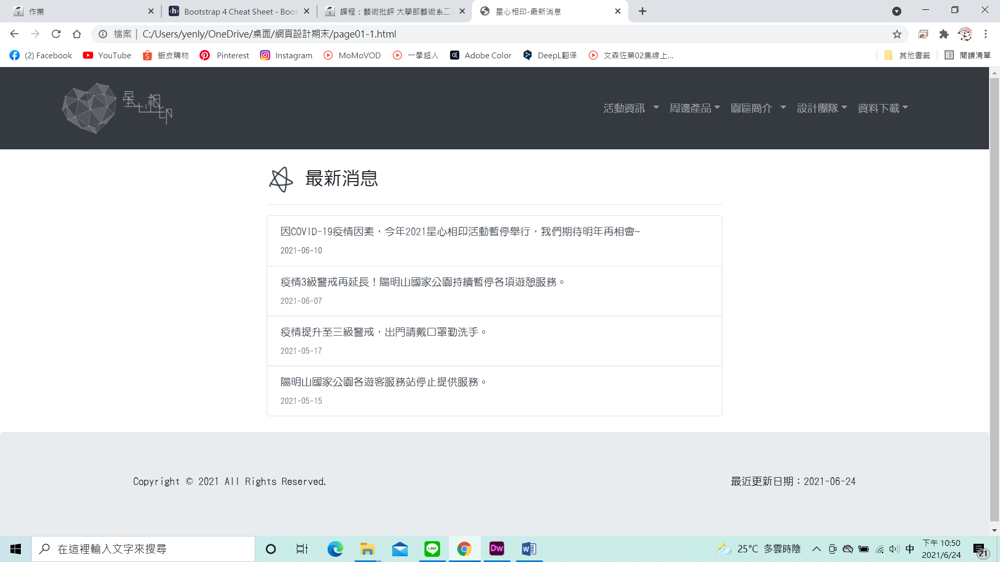 作業
Bootstrap 4 Cheat Sheet - Boot
課程：藝術批評 大學部藝術系二
星心相印-最新消息
檔案 | C:/Users/yenly/OneDrive/桌面/網頁設計期末/page01-1.html
(2) Facebook YouTube 蝦皮購物 Pinterest Instagram MoMoVOD 一拳超人 Adobe Color DeepL翻译 文森佐第02集線上... 其他書籤 閱讀清單
星心相印
活動資訊 周邊產品 園區簡介 設計團隊 資料下載
最新消息
因COVID-19疫情因素，今年2021星心相印活動暫停舉行，我們期待明年再相會~
2021-06-10
疫情3級警戒再延長！陽明山國家公園持續暫停各項遊憩服務。
2021-06-07
疫情提升至三級警戒，出門請戴口罩勤洗手。
2021-05-17
陽明山國家公園各遊客服務站停止提供服務。
2021-05-15
Copyright © 2021 All Rights Reserved. 最近更新日期：2021-06-24
在這裡輸入文字來搜尋
LINE
Dw
W
25°C 多雲時陰
中
下午 10:50
2021/6/24
21